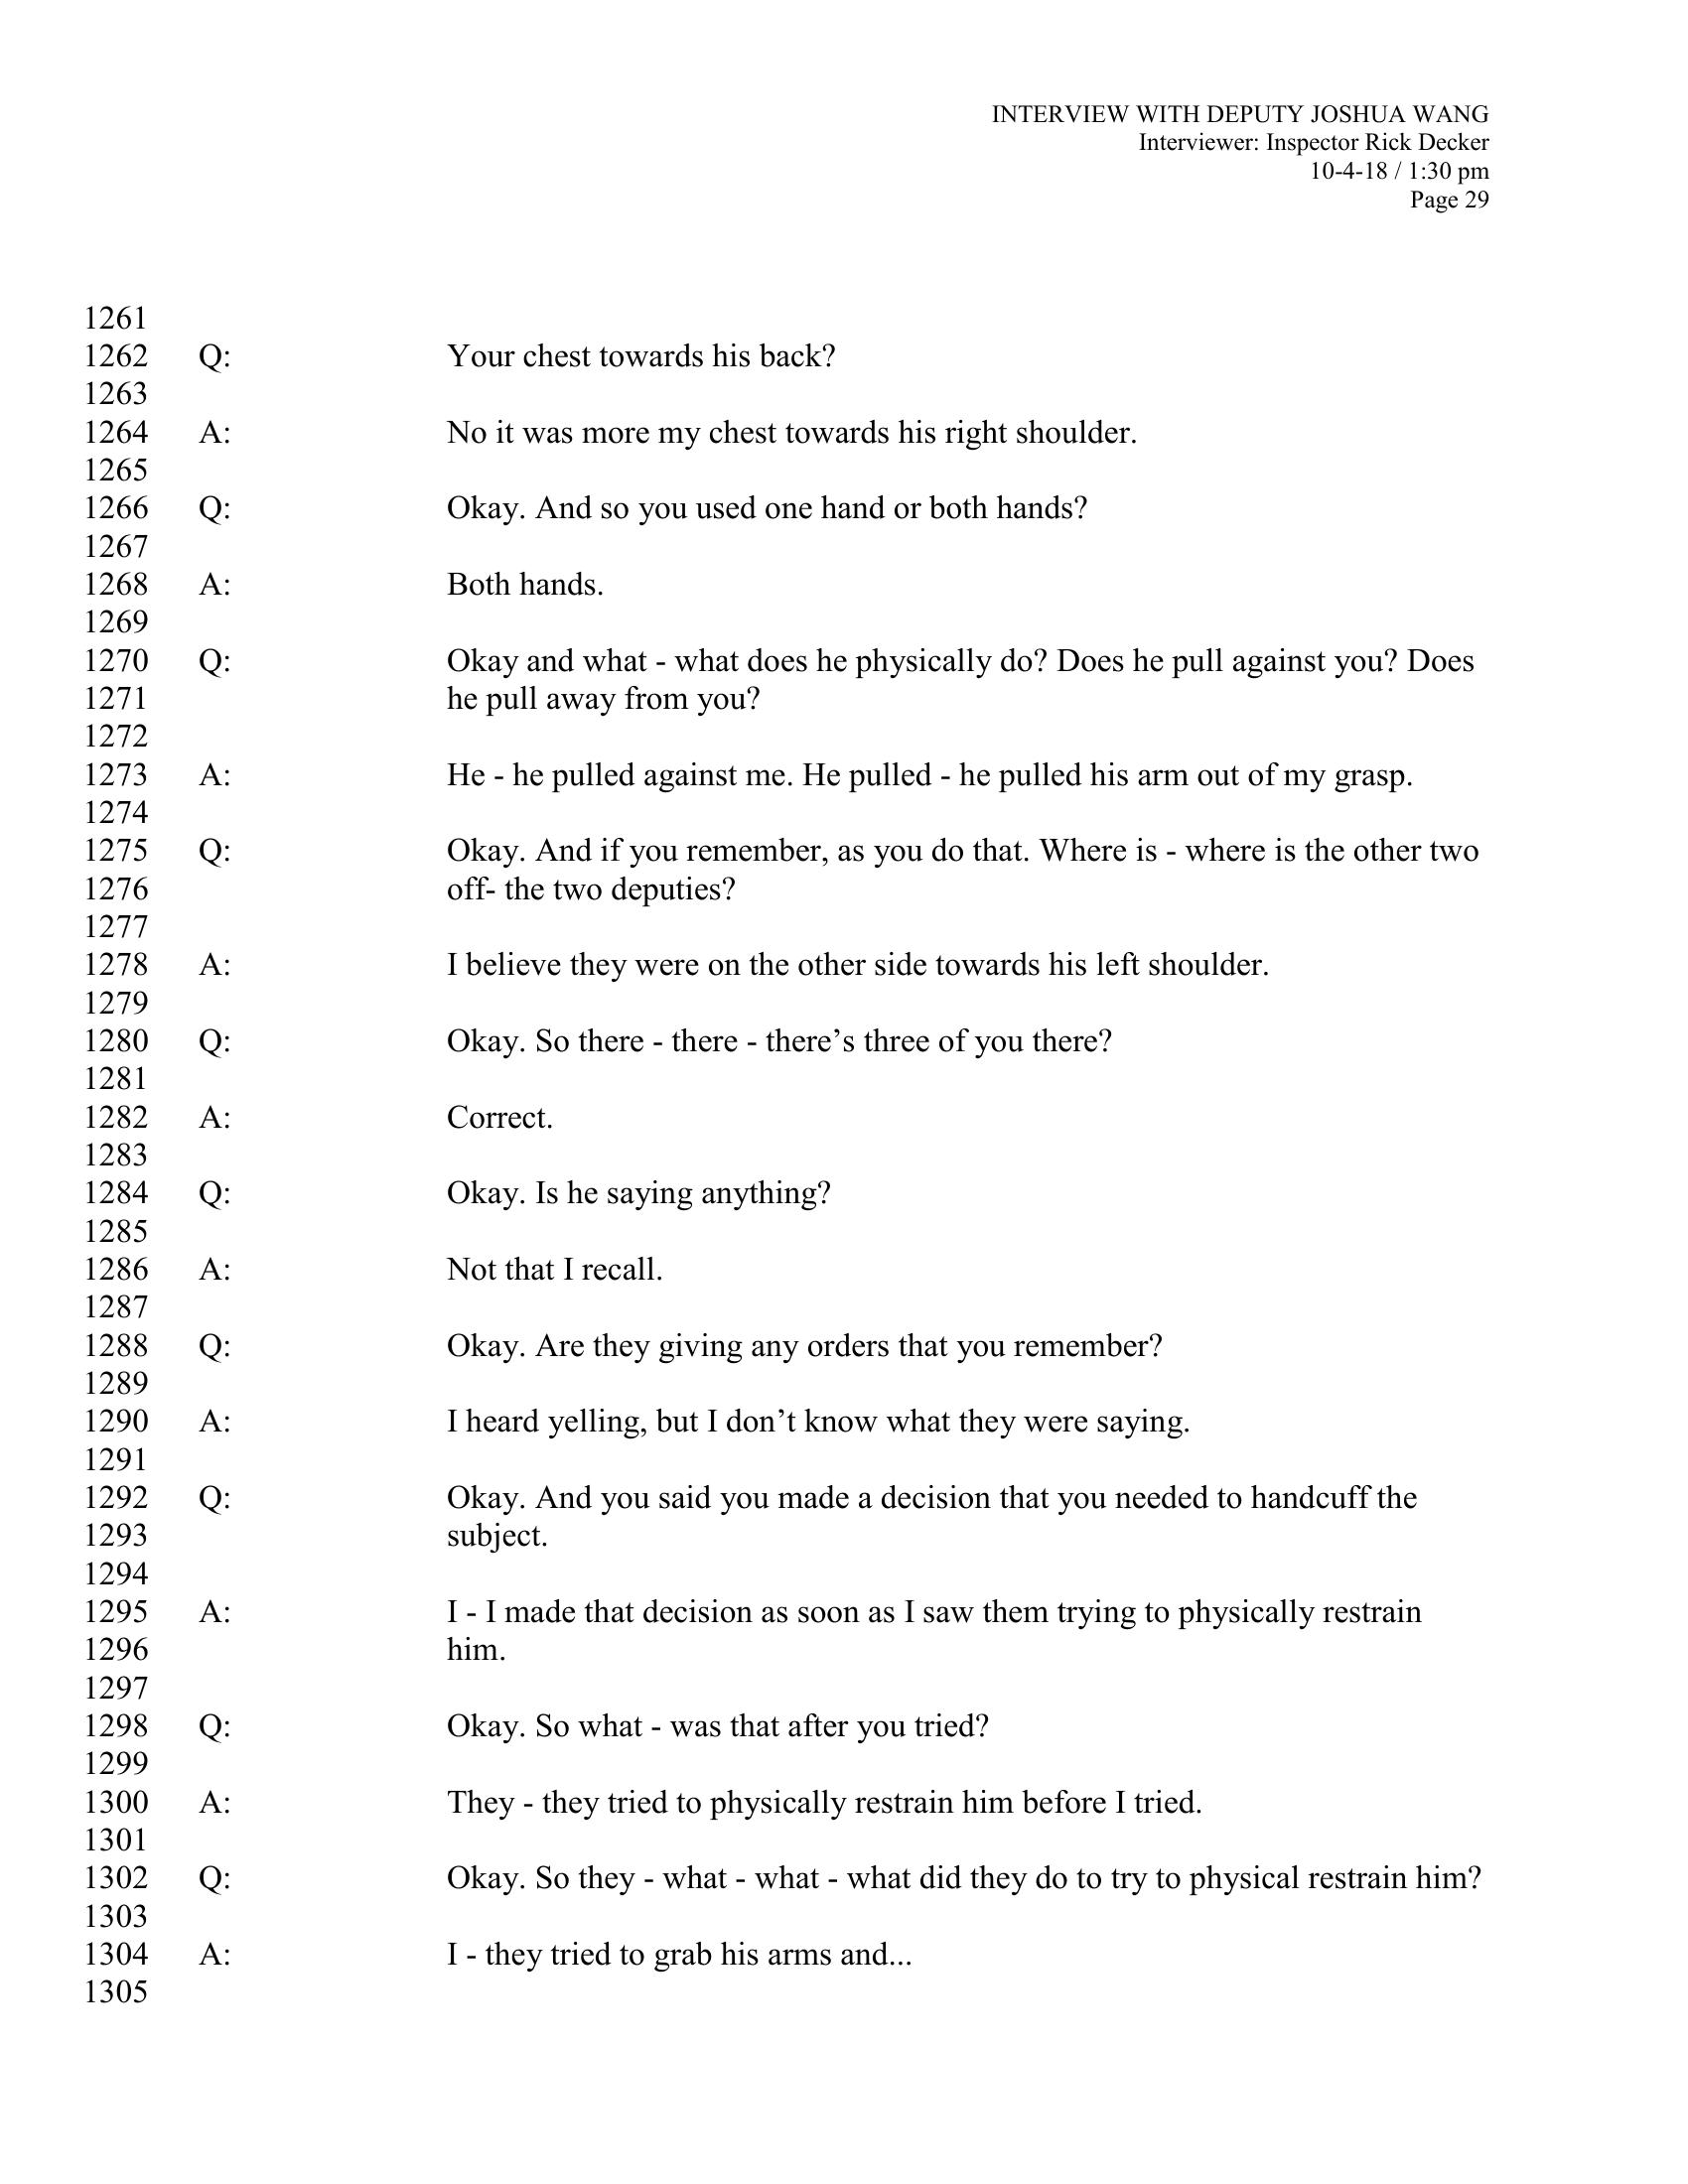 INTERVIEW WITH DEPUTY JOSHUA WANG
Interviewer: Inspector Rick Decker
10-4-18 / 1:30 pm
Page 29
1261
1262 Q: Your chest towards his back?
1263
1264 A: No it was more my chest towards his right shoulder.
1265
1266 Q: Okay. And so you used one hand or both hands?
1267
1268 A: Both hands.
1269
1270 Q: Okay and what - what does he physically do? Does he pull against you? Does
1271 he pull away from you?
1272
1273 A: He - he pulled against me. He pulled - he pulled his arm out of my grasp.
1274
1275 Q: Okay. And if you remember, as you do that. Where is - where is the other two
1276 off- the two deputies?
1277
1278 A: I believe they were on the other side towards his left shoulder.
1279
1280 Q: Okay. So there - there - there’s three of you there?
1281
1282 A: Correct.
1283
1284 Q: Okay. Is he saying anything?
1285
1286 A: Not that I recall.
1287
1288 Q: Okay. Are they giving any orders that you remember?
1289
1290 A: I heard yelling, but I don’t know what they were saying.
1291
1292 Q: Okay. And you said you made a decision that you needed to handcuff the
1293 subject.
1294
1295 A: I - I made that decision as soon as I saw them trying to physically restrain
1296 him.
1297
1298 Q: Okay. So what - was that after you tried?
1299
1300 A: They - they tried to physically restrain him before I tried.
1301
1302 Q: Okay. So they - what - what - what did they do to try to physical restrain him?
1303
1304 A: I - they tried to grab his arms and...
1305